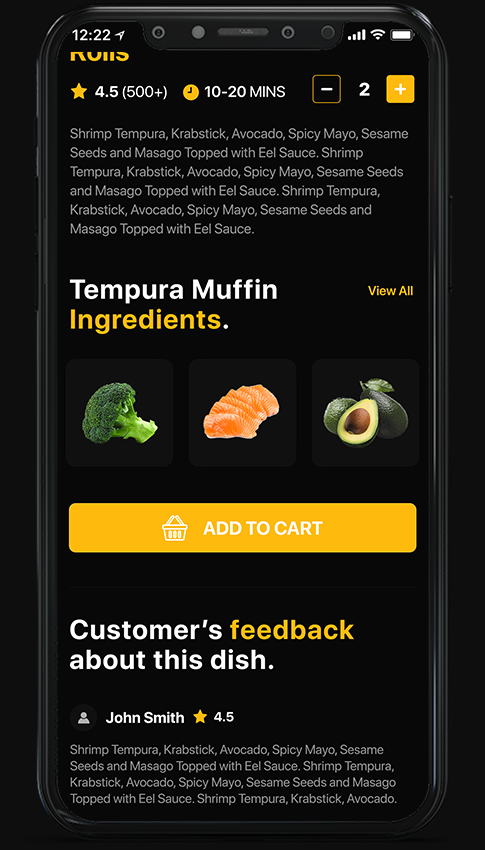 12:22
Rolls
4.5 (500+) 10-20 MINS
2
Shrimp Tempura, Krabstick, Avocado, Spicy Mayo, Sesame
Seeds and Masago Topped with Eel Sauce. Shrimp
Tempura, Krabstick, Avocado, Spicy Mayo, Sesame Seeds
and Masago Topped with Eel Sauce. Shrimp Tempura,
Krabstick, Avocado, Spicy Mayo, Sesame Seeds and
Masago Topped with Eel Sauce.
Tempura Muffin
View All
Ingredients.
ADD TO CART
Customer’s feedback
about this dish.
John Smith 4.5
Shrimp Tempura, Krabstick, Avocado, Spicy Mayo, Sesame
Seeds and Masago Topped with Eel Sauce. Shrimp Tempura,
Krabstick, Avocado, Spicy Mayo, Sesame Seeds and Masago
Topped with Eel Sauce. Shrimp Tempura, Krabstick, Avocado.